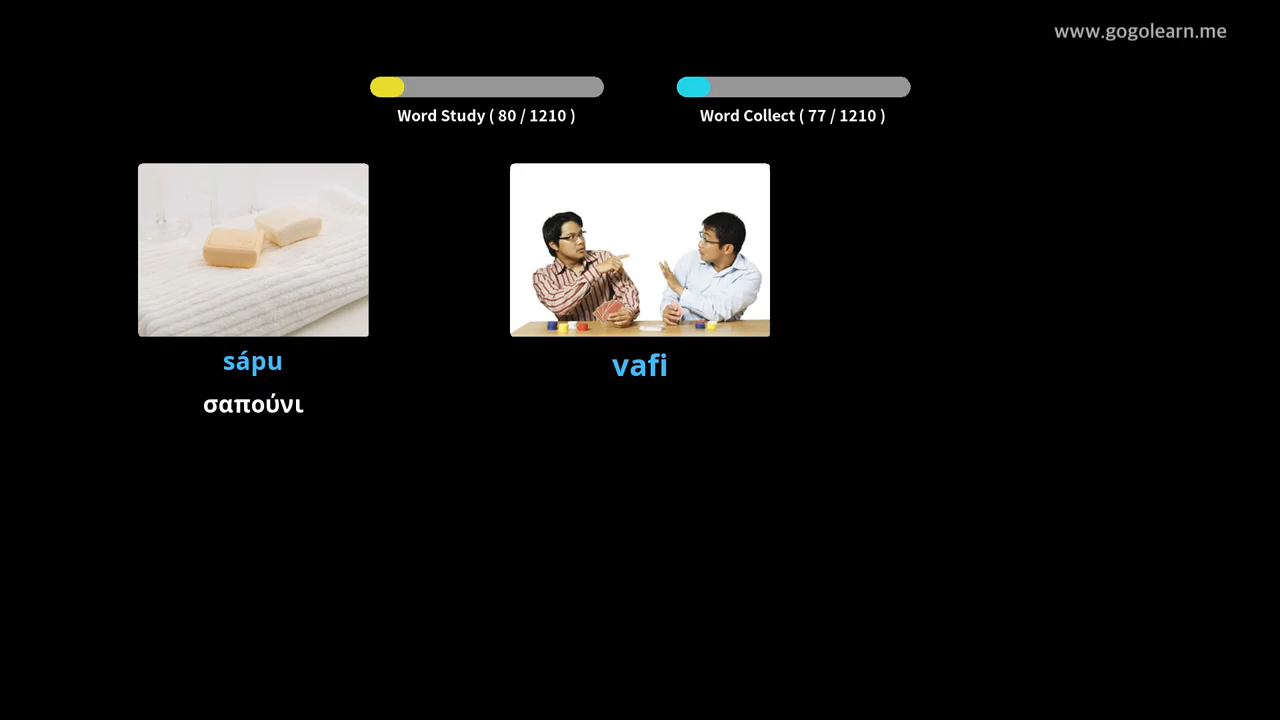 www.gogolearn.me
Word Study ( 80 / 1210 )
Word Collect ( 77 / 1210 )
sápu
vafi
σαπούνι